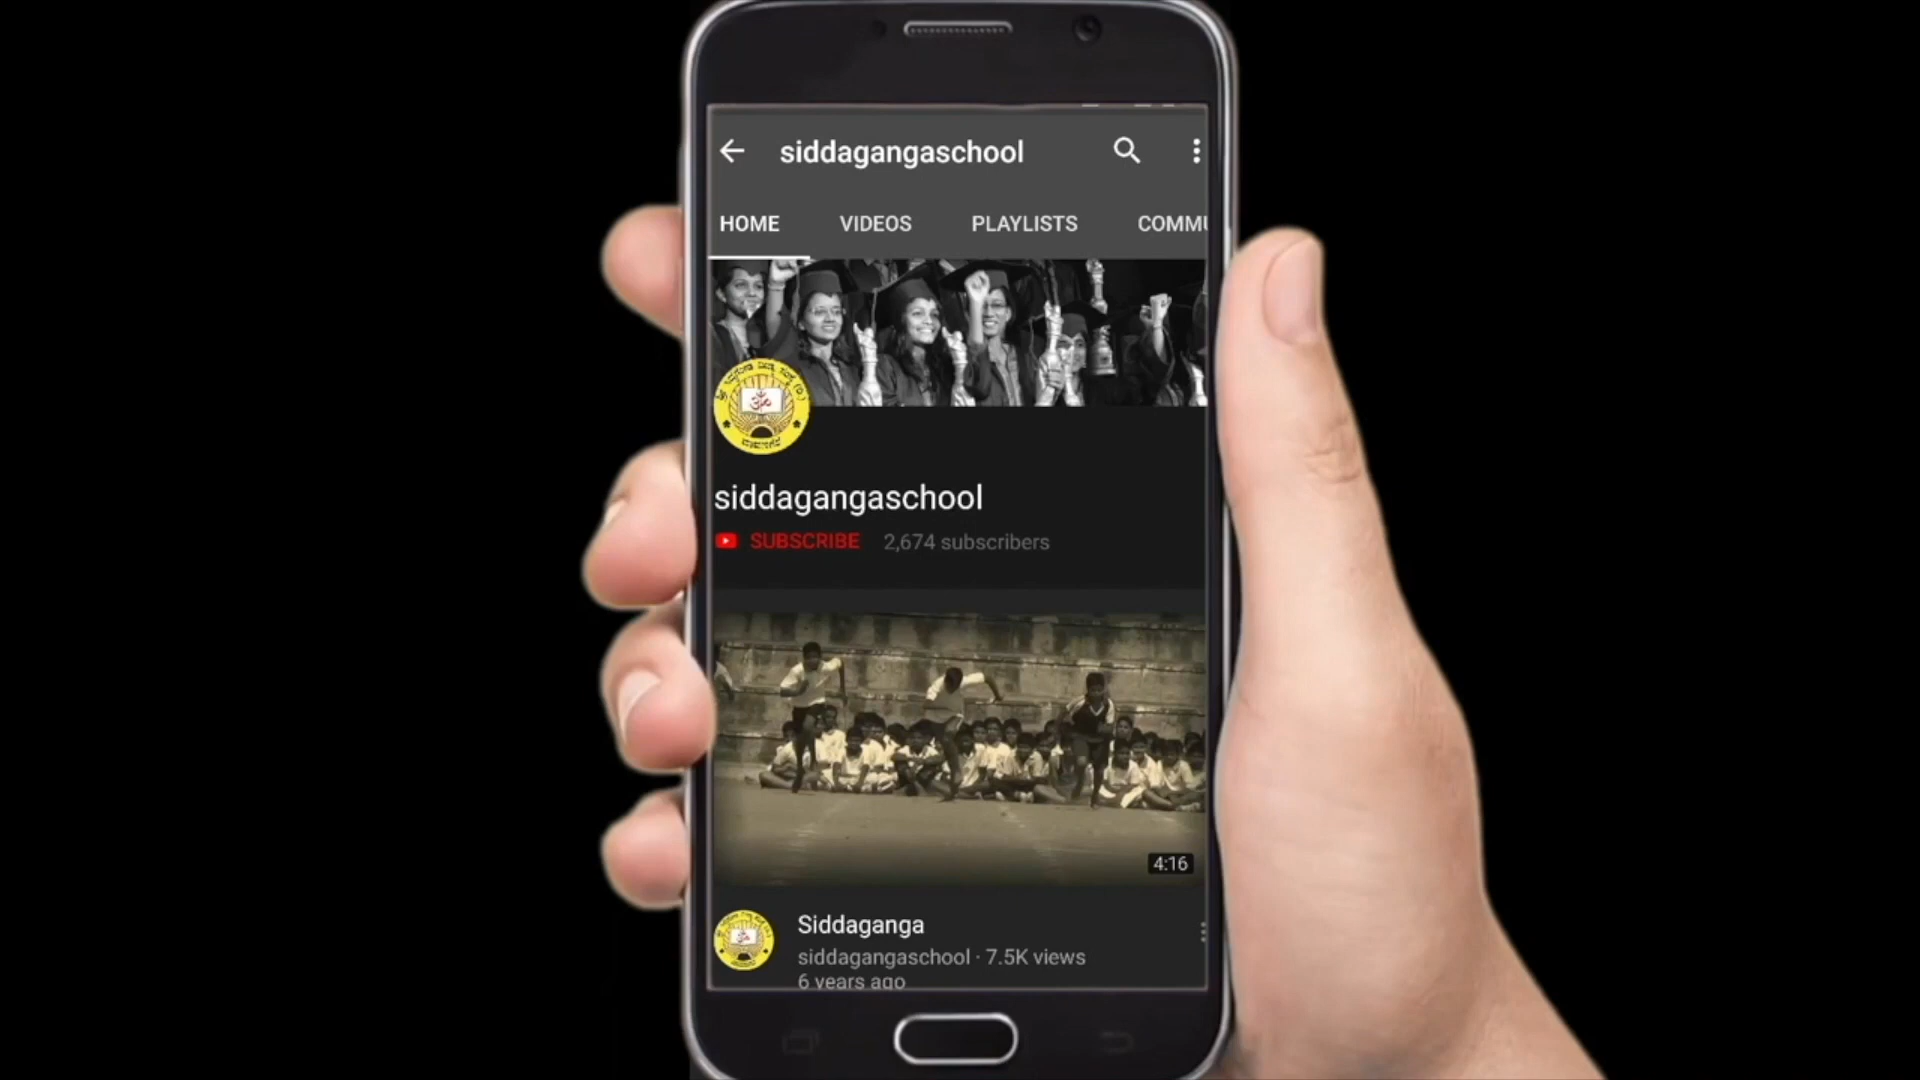 siddagangaschool
HOME VIDEOS PLAYLISTS COMMU
siddagangaschool
SUBSCRIBE 2,674 subscribers
4:16
Siddaganga
siddagangaschool · 7.5K views
6 years ago